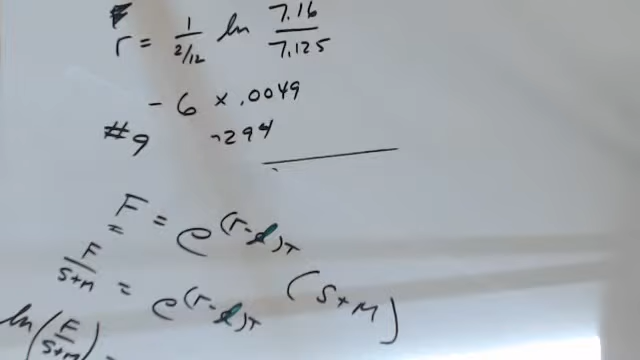 r = 1/(2/12) ln 7.16/7.125
- 6 x .0049
#9 .294
F = e^(r-d)T (S+M)
F/(S+M) = e^(r-d)T
ln(F/(S+M)) =